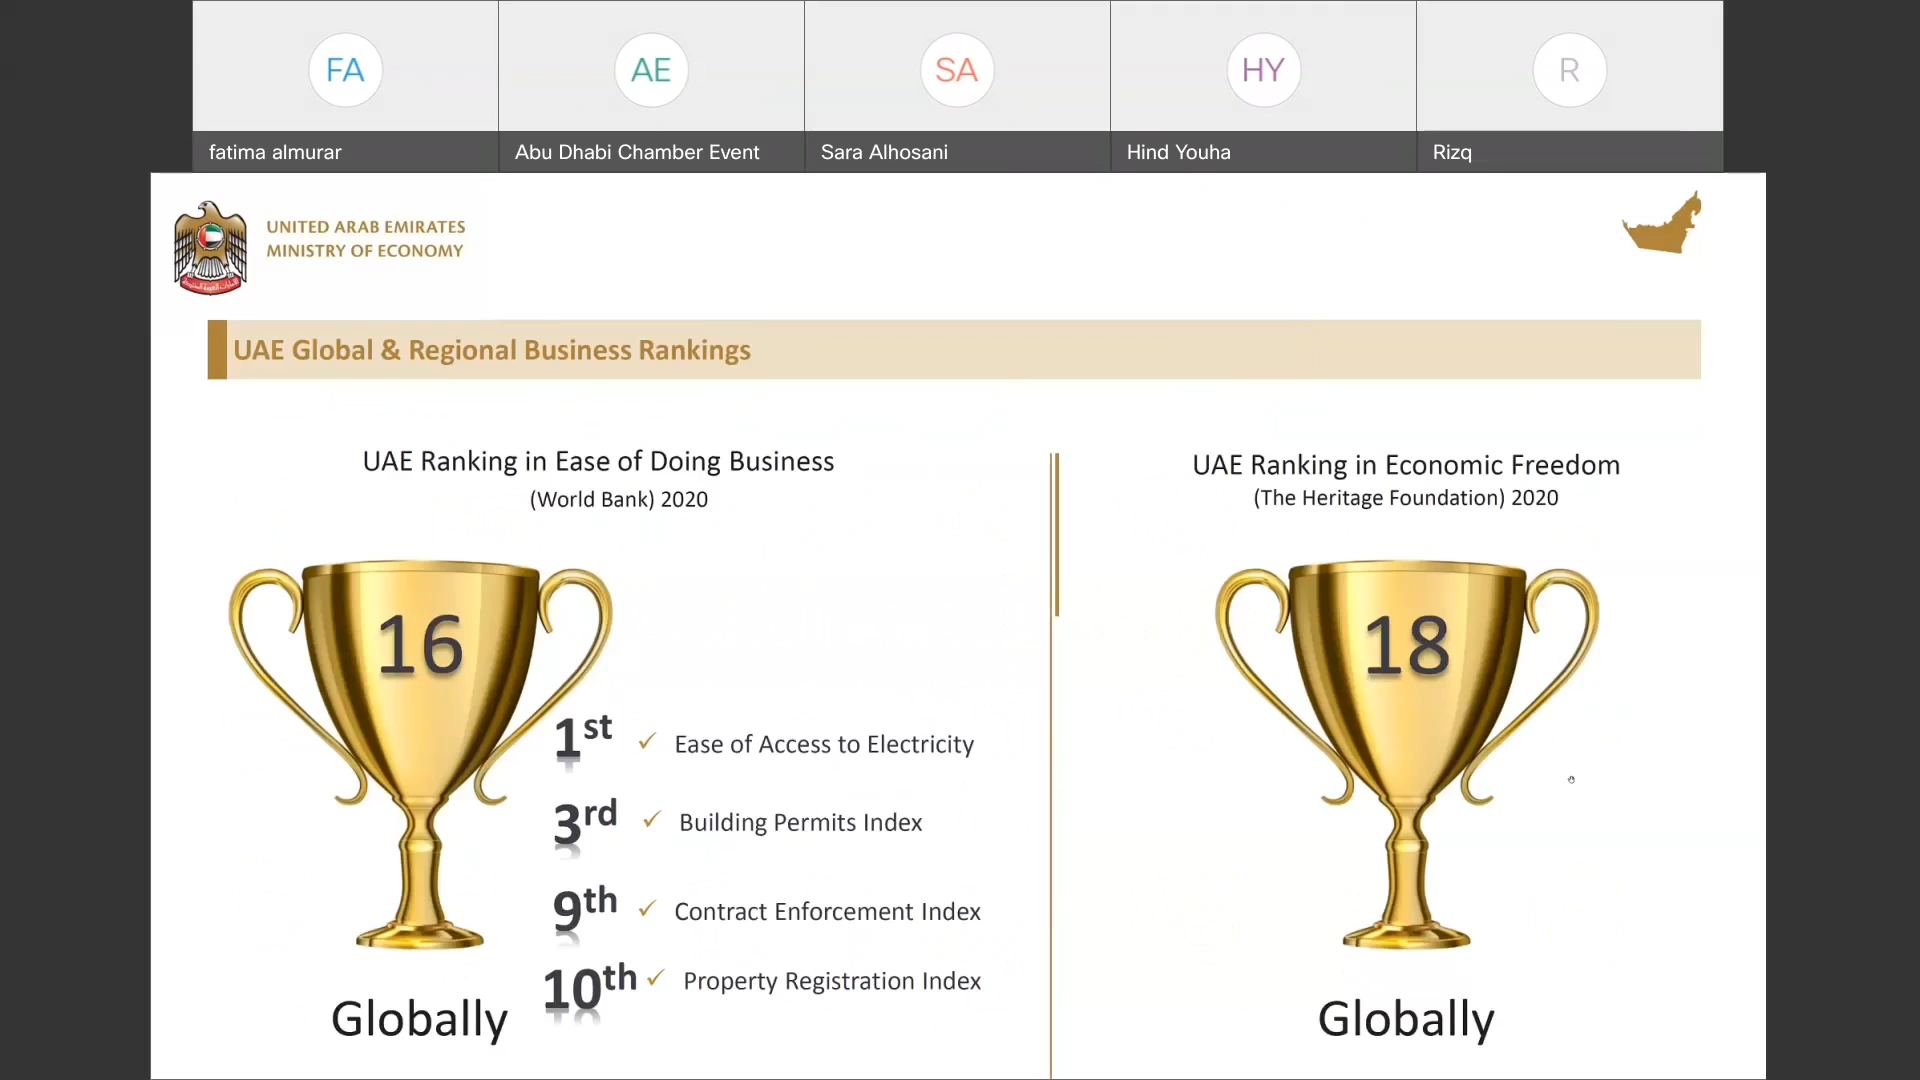 FA
AE
SA
HY
R
fatima almurar
Abu Dhabi Chamber Event
Sara Alhosani
Hind Youha
Rizq
UNITED ARAB EMIRATES
MINISTRY OF ECONOMY
UAE Global & Regional Business Rankings
UAE Ranking in Ease of Doing Business
(World Bank) 2020
16
1st ✓ Ease of Access to Electricity
3rd ✓ Building Permits Index
9th ✓ Contract Enforcement Index
10th ✓ Property Registration Index
Globally
UAE Ranking in Economic Freedom
(The Heritage Foundation) 2020
18
Globally